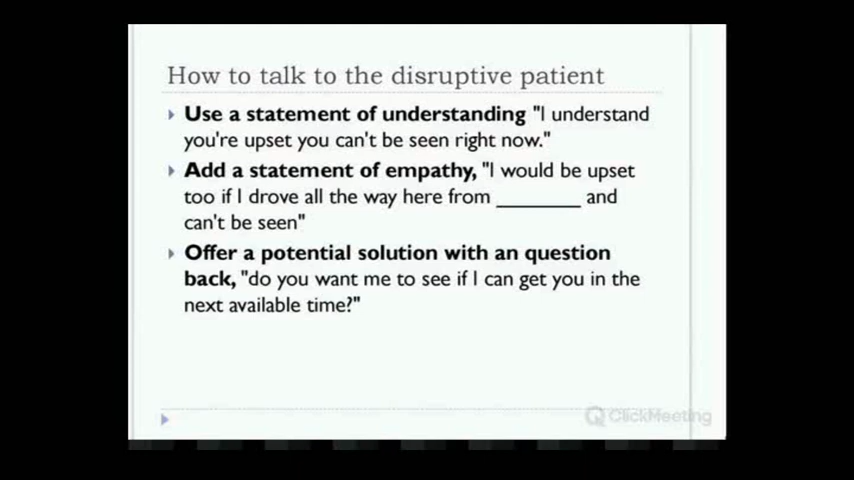 How to talk to the disruptive patient
Use a statement of understanding "I understand
you're upset you can't be seen right now."
Add a statement of empathy, "I would be upset
too if I drove all the way here from ________ and
can't be seen"
Offer a potential solution with an question
back, "do you want me to see if I can get you in the
next available time?"
ClickMeeting